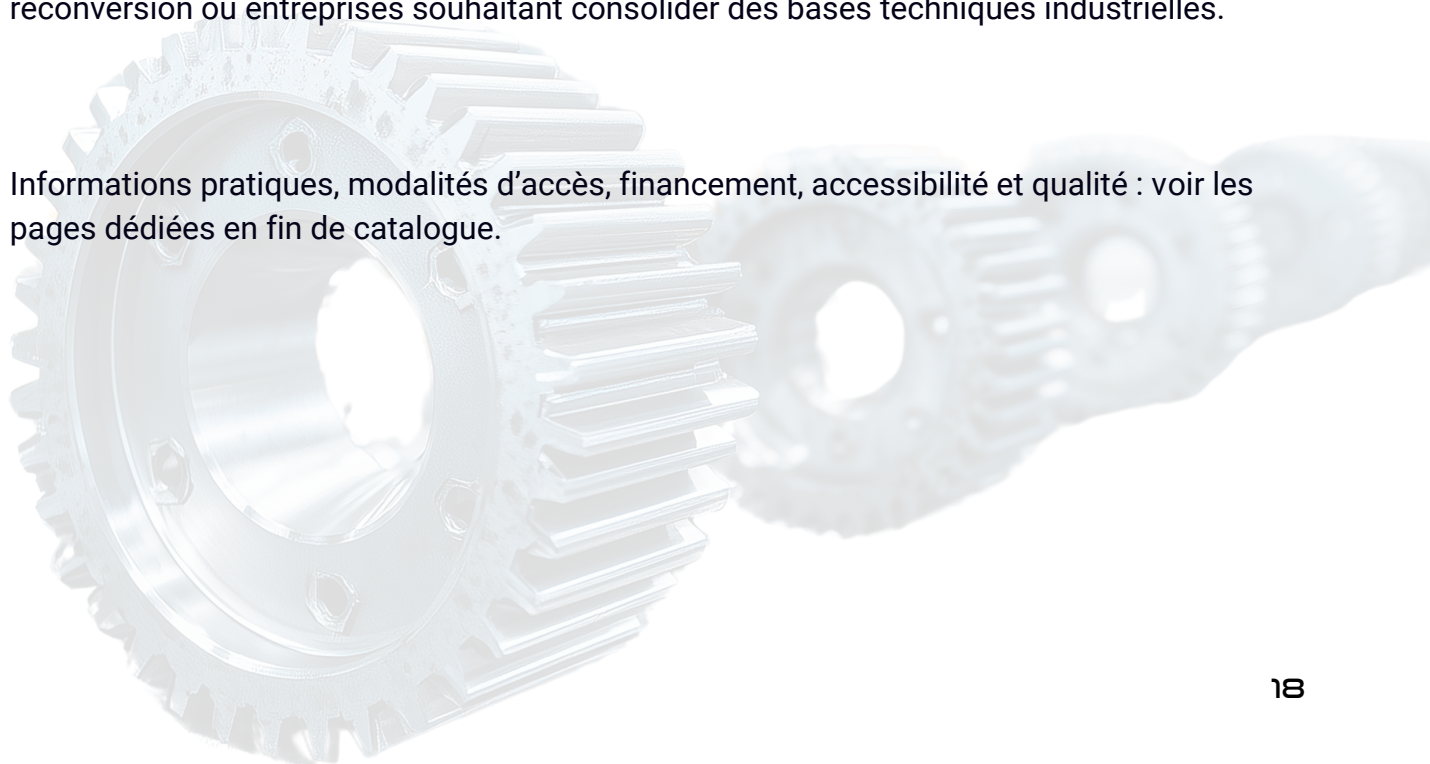 reconversion ou entreprises souhaitant consolider des bases techniques industrielles.
Informations pratiques, modalités d’accès, financement, accessibilité et qualité : voir les
pages dédiées en fin de catalogue.
18